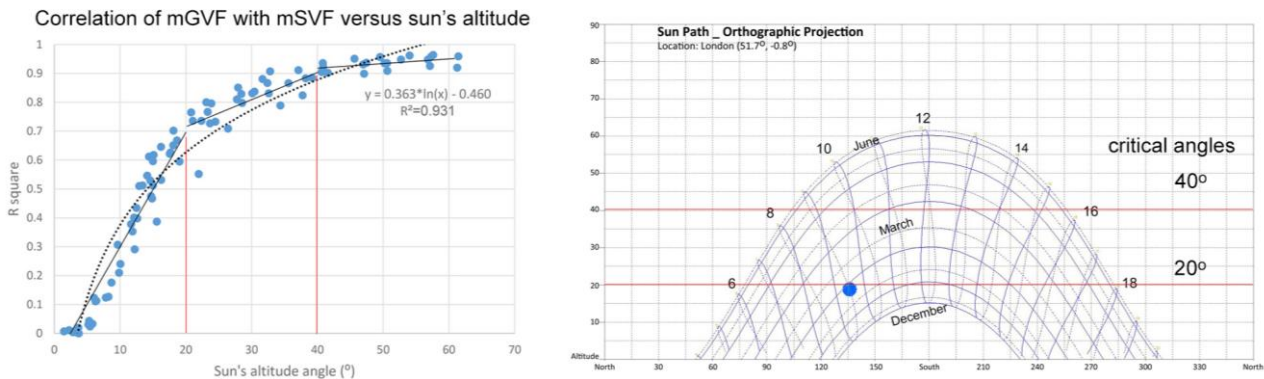 Correlation of mGVF with mSVF versus sun's altitude
1
0.9
0.8
0.7
0.6
0.5
0.4
0.3
0.2
0.1
0
R square
y = 0.363*ln(x) - 0.460
R²=0.931
0 10 20 30 40 50 60 70
Sun's altitude angle (°)
Sun Path _ Orthographic Projection
Location: London (51.7⁰, -0.8⁰)
90
80
70
60
50
40
30
20
10
Altitude
12
10 June 14
8 16
March
6 18
December
critical angles
40⁰
20⁰
North 30 60 90 120 150 South 210 240 270 300 330 North